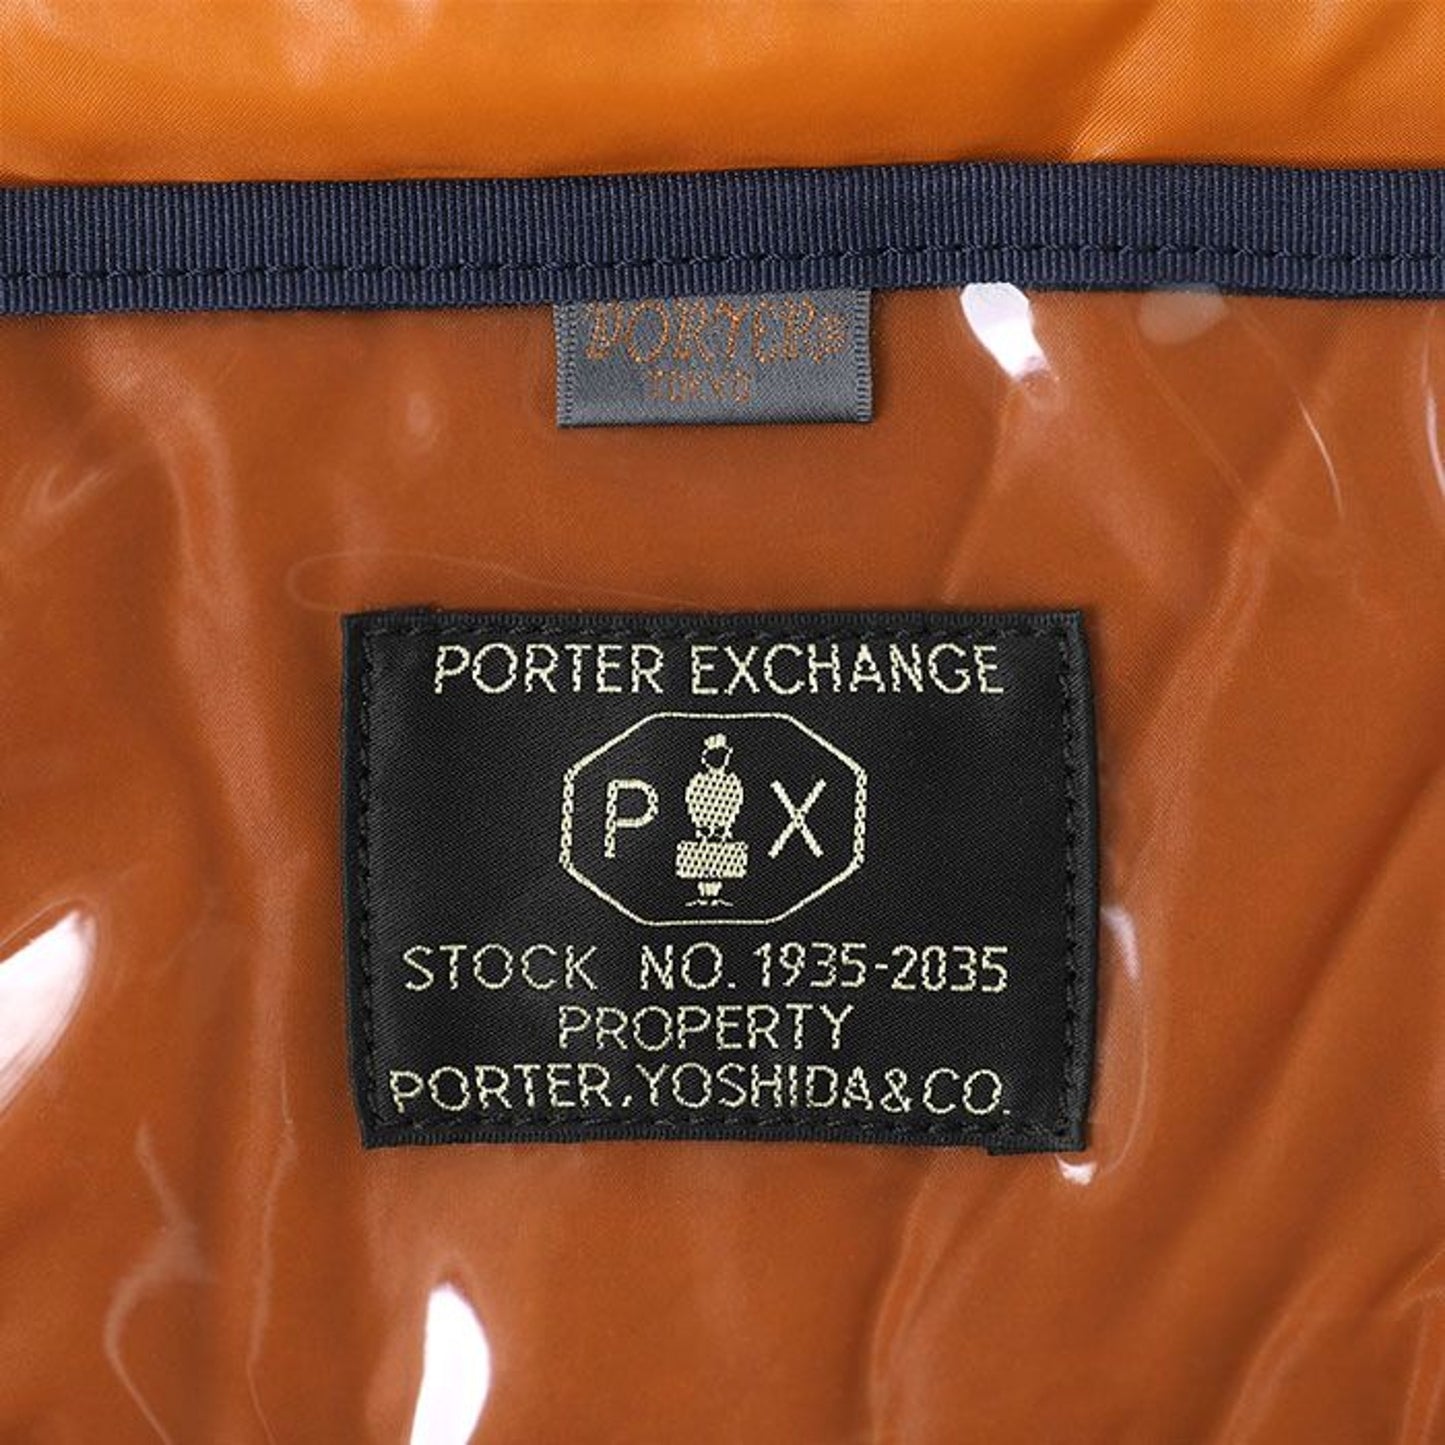 PORTER®
TOKYO
PORTER EXCHANGE
P X
STOCK NO. 1935-2035
PROPERTY
PORTER, YOSHIDA & CO.